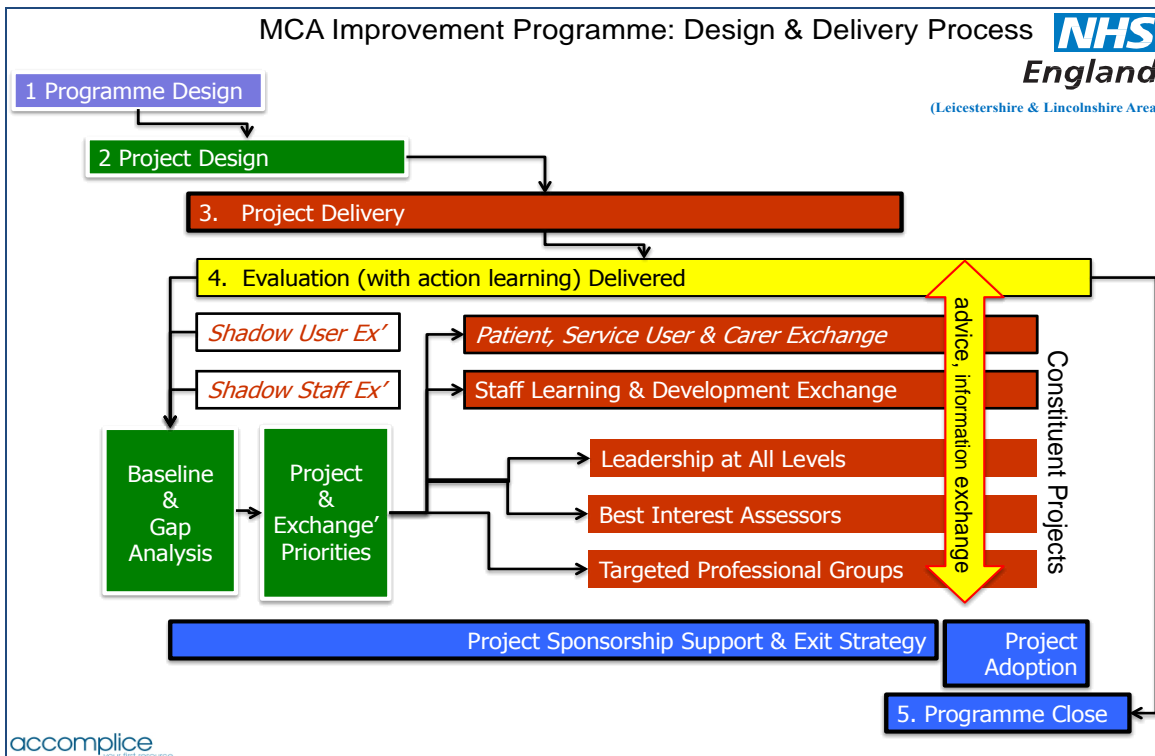 MCA Improvement Programme: Design & Delivery Process
NHS
England
(Leicestershire & Lincolnshire Area
1 Programme Design
2 Project Design
3. Project Delivery
4. Evaluation (with action learning) Delivered
Shadow User Ex’
Patient, Service User & Carer Exchange
Shadow Staff Ex’
Staff Learning & Development Exchange
Baseline
&
Gap
Analysis
Project
&
Exchange’
Priorities
Leadership at All Levels
Best Interest Assessors
Targeted Professional Groups
advice, information exchange
Constituent Projects
Project Sponsorship Support & Exit Strategy
Project
Adoption
5. Programme Close
accomplice
your first resource